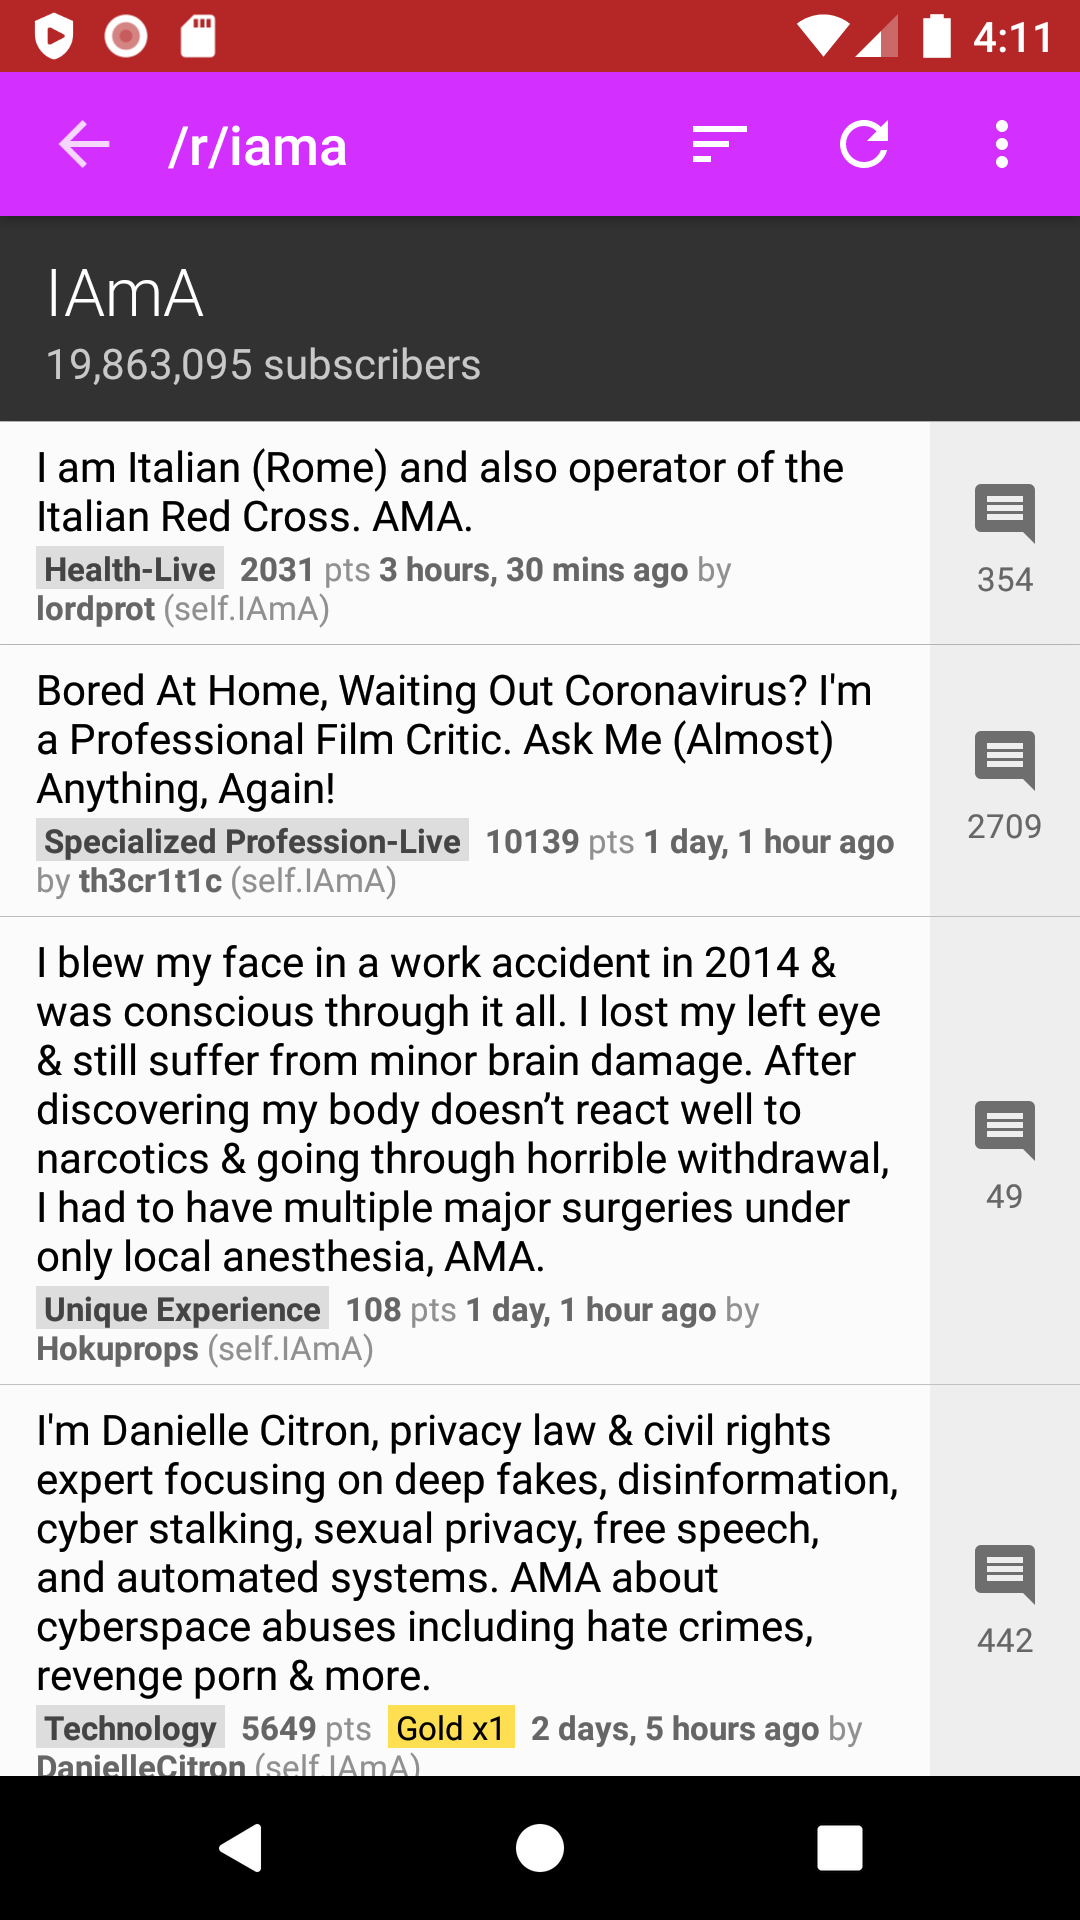 4:11
/r/iama
IAmA
19,863,095 subscribers
I am Italian (Rome) and also operator of the
Italian Red Cross. AMA.
Health-Live 2031 pts 3 hours, 30 mins ago by
lordprot (self.IAmA)
354
Bored At Home, Waiting Out Coronavirus? I'm
a Professional Film Critic. Ask Me (Almost)
Anything, Again!
Specialized Profession-Live 10139 pts 1 day, 1 hour ago
by th3cr1t1c (self.IAmA)
2709
I blew my face in a work accident in 2014 &
was conscious through it all. I lost my left eye
& still suffer from minor brain damage. After
discovering my body doesn’t react well to
narcotics & going through horrible withdrawal,
I had to have multiple major surgeries under
only local anesthesia, AMA.
Unique Experience 108 pts 1 day, 1 hour ago by
Hokuprops (self.IAmA)
49
I'm Danielle Citron, privacy law & civil rights
expert focusing on deep fakes, disinformation,
cyber stalking, sexual privacy, free speech,
and automated systems. AMA about
cyberspace abuses including hate crimes,
revenge porn & more.
Technology 5649 pts Gold x1 2 days, 5 hours ago by
DanielleCitron (self.IAmA)
442